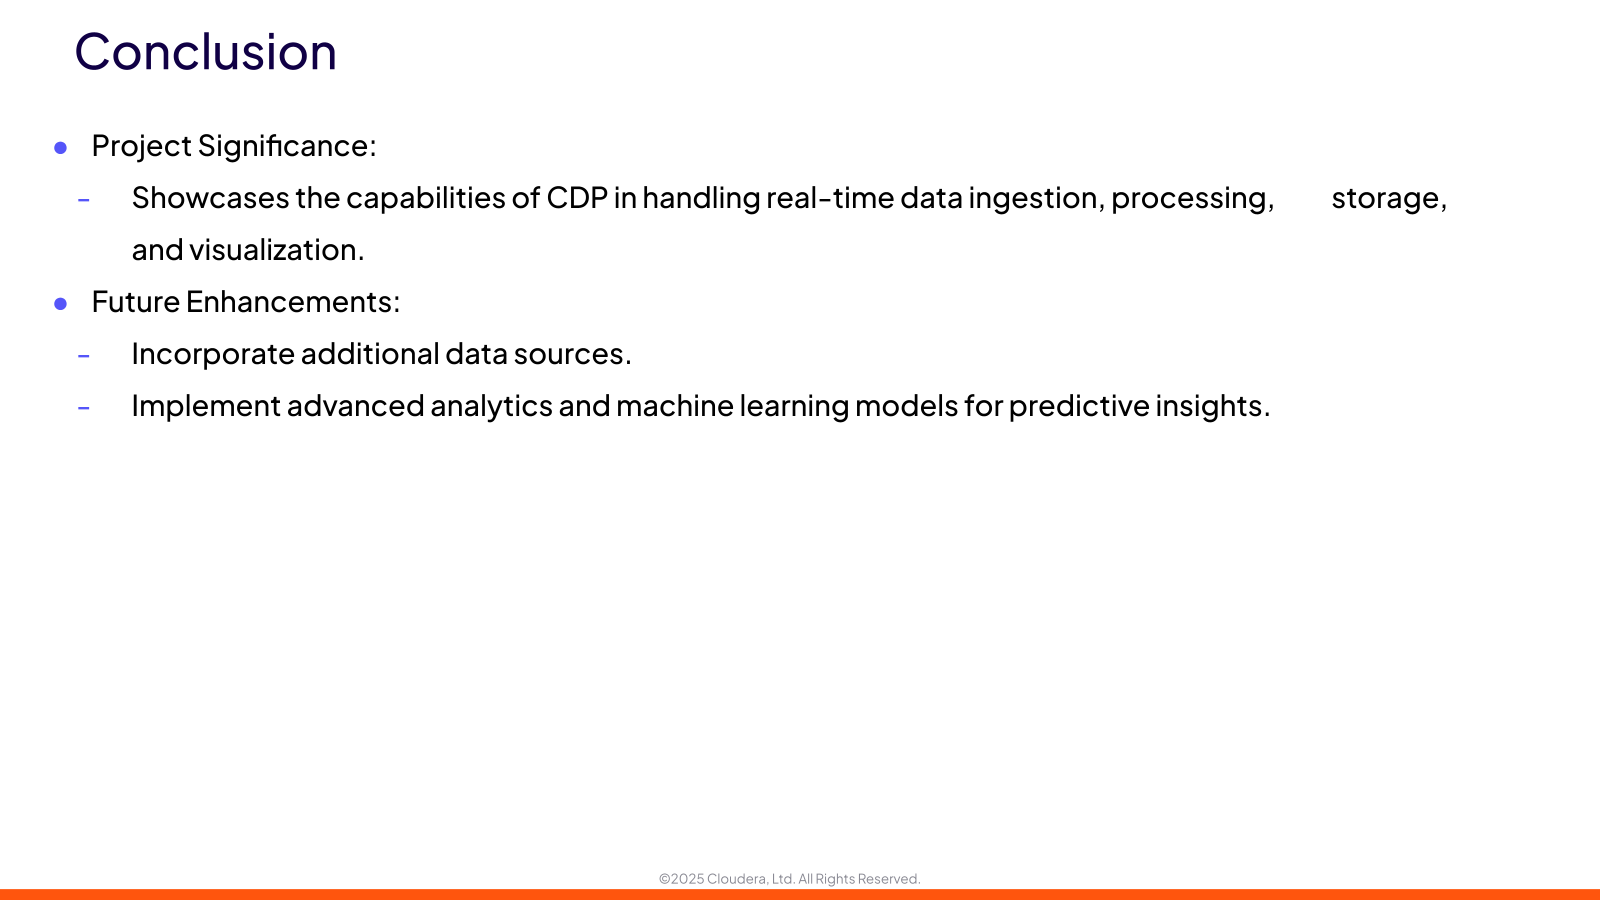 Conclusion
● Project Significance:
- Showcases the capabilities of CDP in handling real-time data ingestion, processing, storage,
and visualization.
● Future Enhancements:
- Incorporate additional data sources.
- Implement advanced analytics and machine learning models for predictive insights.
©2025 Cloudera, Ltd. All Rights Reserved.